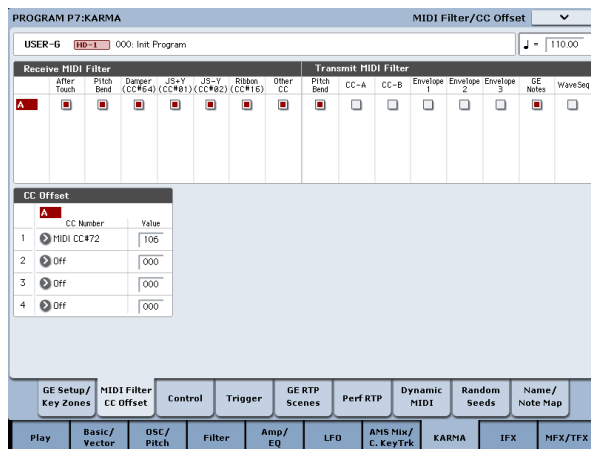 PROGRAM P7:KARMA MIDI Filter/CC Offset
USER-G HD-1 000: Init Program ♩ = 110.00
Receive MIDI Filter Transmit MIDI Filter
After Touch Pitch Bend Damper (CC#64) JS+Y (CC#01) JS-Y (CC#02) Ribbon (CC#16) Other CC Pitch Bend CC-A CC-B Envelope 1 Envelope 2 Envelope 3 GE Notes WaveSeq
A
CC Offset
A
CC Number Value
1 MIDI CC#72 106
2 Off 000
3 Off 000
4 Off 000
GE Setup/ Key Zones MIDI Filter CC Offset Control Trigger GE RTP Scenes Perf RTP Dynamic MIDI Random Seeds Name/ Note Map
Play Basic/ Vector OSC/ Pitch Filter Amp/ EQ LFO AMS Mix/ C. KeyTrk KARMA IFX MFX/TFX